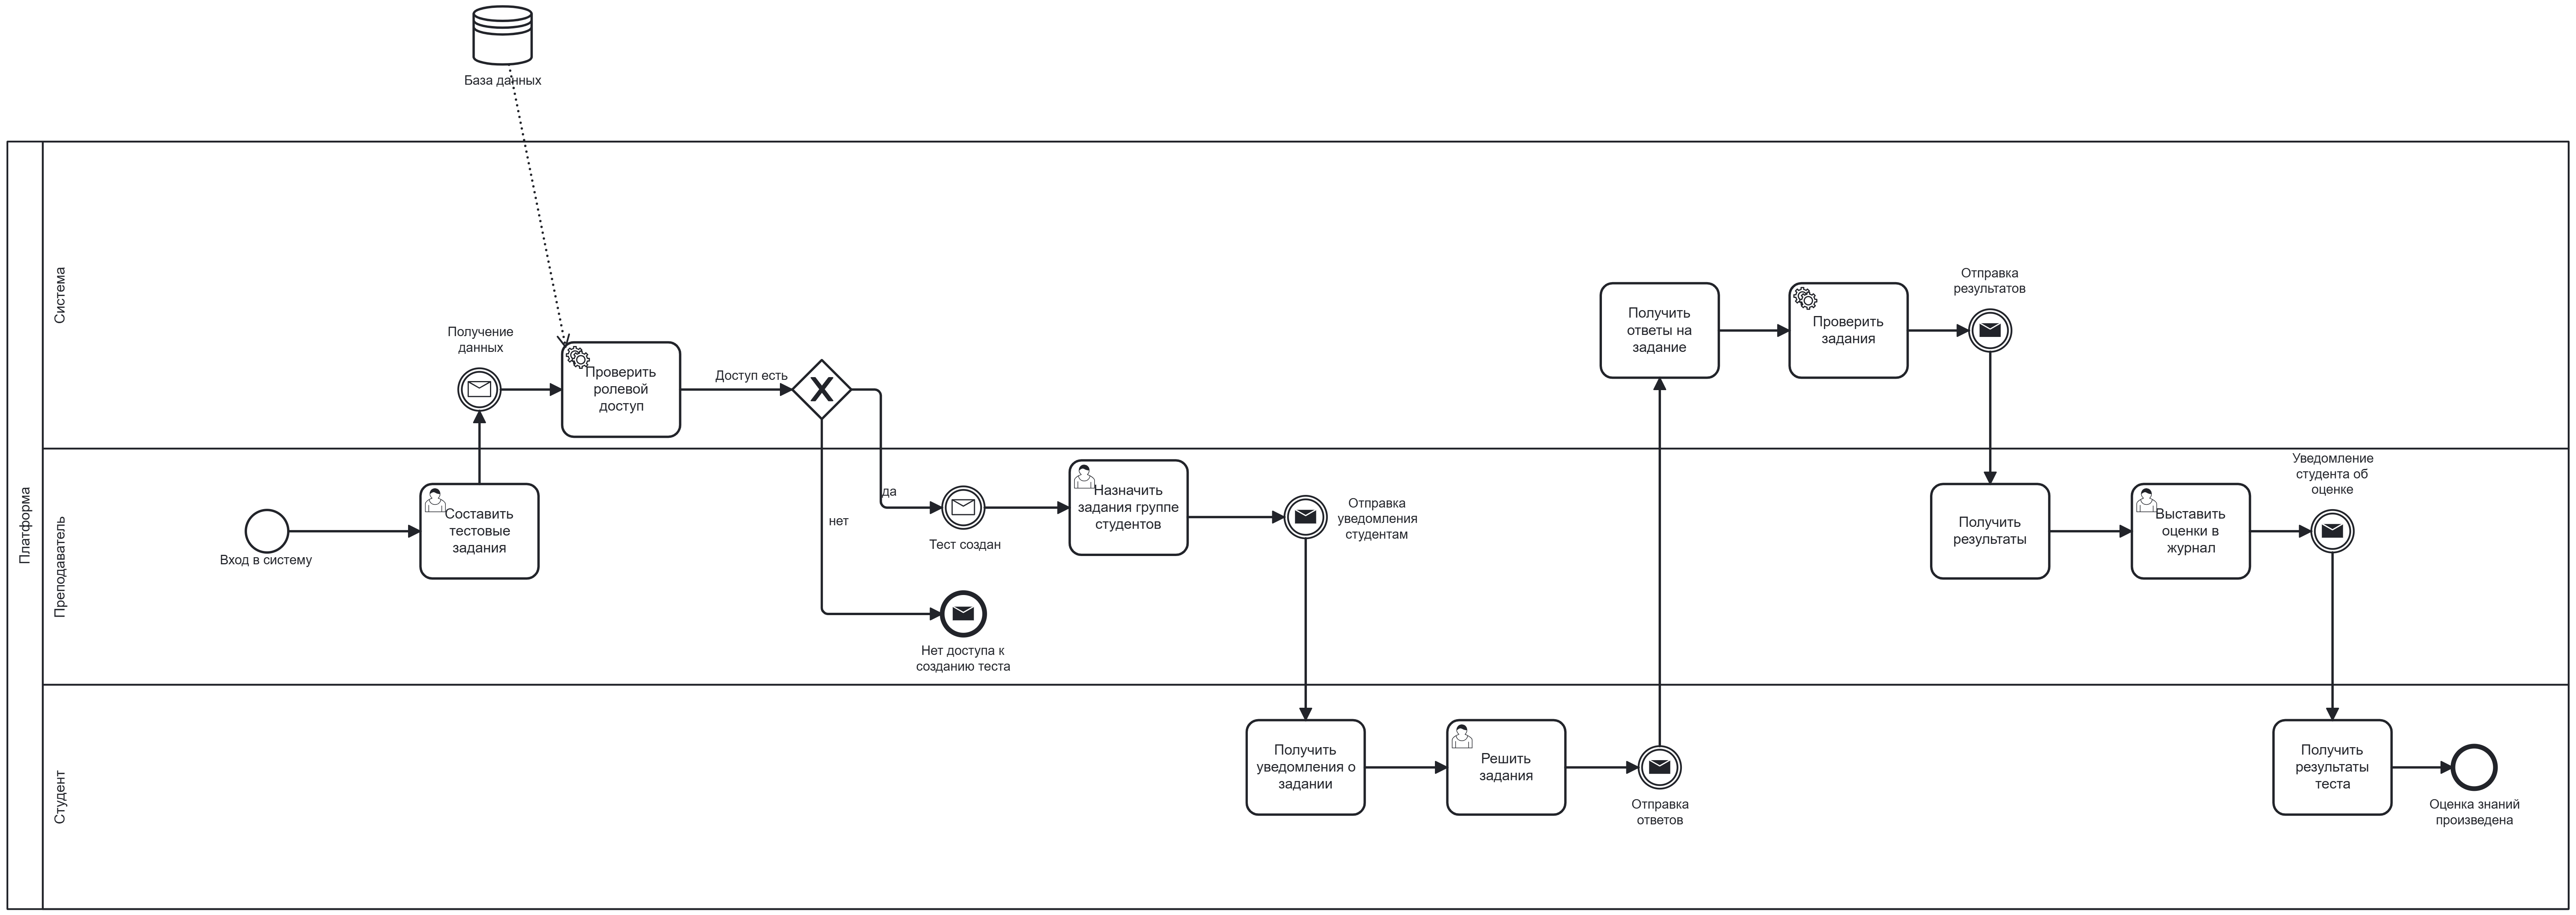 База данных
Платформа
Система
Получение
данных
Проверить
ролевой
доступ
Доступ есть
да
нет
Получить
ответы на
задание
Проверить
задания
Отправка
результатов
Преподаватель
Вход в систему
Составить
тестовые
задания
Тест создан
Нет доступа к
созданию теста
Назначить
задания группе
студентов
Отправка
уведомления
студентам
Получить
результаты
Выставить
оценки в
журнал
Уведомление
студента об
оценке
Студент
Получить
уведомления о
задании
Решить
задания
Отправка
ответов
Получить
результаты
теста
Оценка знаний
произведена